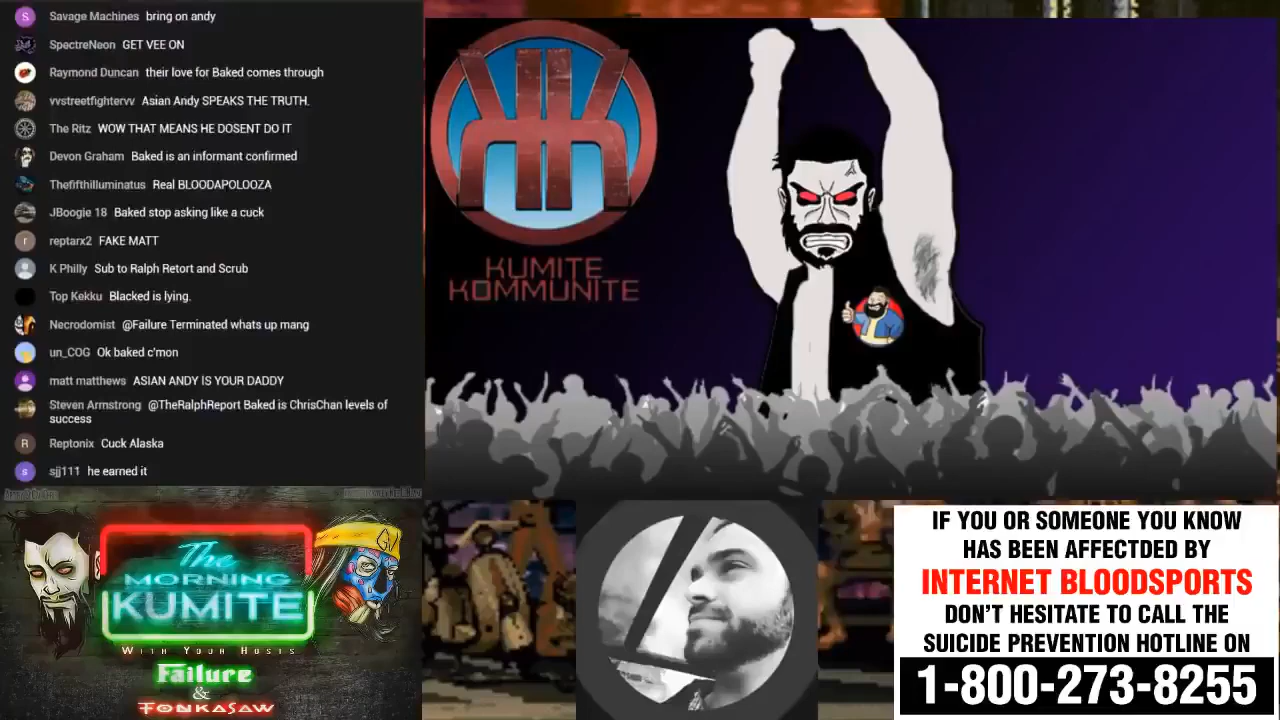 Savage Machines bring on andy
SpectreNeon GET VEE ON
Raymond Duncan their love for Baked comes through
vvstreetfightervv Asian Andy SPEAKS THE TRUTH.
The Ritz WOW THAT MEANS HE DOSENT DO IT
Devon Graham Baked is an informant confirmed
Thefifthilluminatus Real BLOODAPOLOOZA
JBoogie 18 Baked stop asking like a cuck
reptarx2 FAKE MATT
K Philly Sub to Ralph Retort and Scrub
Top Kekku Blacked is lying.
Necrodomist @Failure Terminated whats up mang
un_COG Ok baked c'mon
matt matthews ASIAN ANDY IS YOUR DADDY
Steven Armstrong @TheRalphReport Baked is ChrisChan levels of
success
Reptonix Cuck Alaska
sjj111 he earned it
KK
KUMITE
KOMMUNITE
The
MORNING
KUMITE
WITH YOUR HOSTS
Failure
&
TONKASAW
IF YOU OR SOMEONE YOU KNOW
HAS BEEN AFFECTDED BY
INTERNET BLOODSPORTS
DON'T HESITATE TO CALL THE
SUICIDE PREVENTION HOTLINE ON
1-800-273-8255